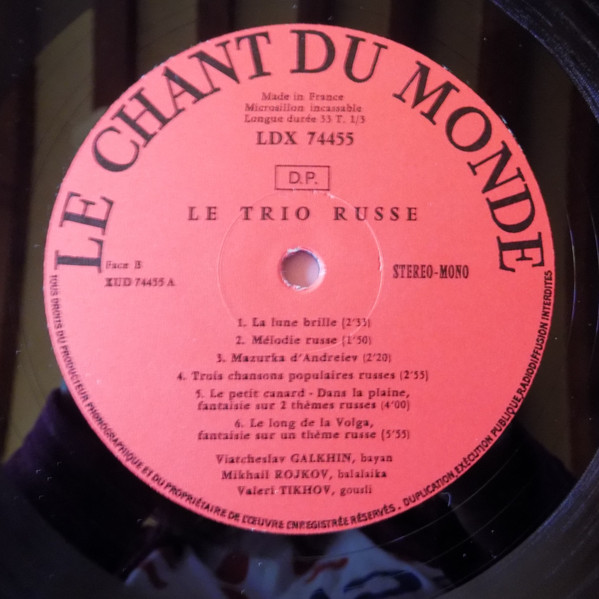 LE CHANT DU MONDE
Made in France
Microsillon incassable
Longue durée 33 T. 1/3
LDX 74455
D.P.
LE TRIO RUSSE
Face B
XUD 74455 A
STEREO-MONO
1. La lune brille (2'35)
2. Mélodie russe (1'50)
3. Mazurka d'Andreiev (2'20)
4. Trois chansons populaires russes (2'55)
5. Le petit canard - Dans la plaine,
fantaisie sur 2 thèmes russes (4'00)
6. Le long de la Volga,
fantaisie sur un thème russe (5'55)
Viatcheslav GALKHIN, bayan
Mikhail ROJKOV, balalaika
Valeri TIKHOV, gousli
TOUS DROITS DU PRODUCTEUR PHONOGRAPHIQUE ET DU PROPRIÉTAIRE DE L'ŒUVRE ENREGISTRÉE RÉSERVÉS - DUPLICATION, EXÉCUTION PUBLIQUE, RADIODIFFUSION INTERDITES